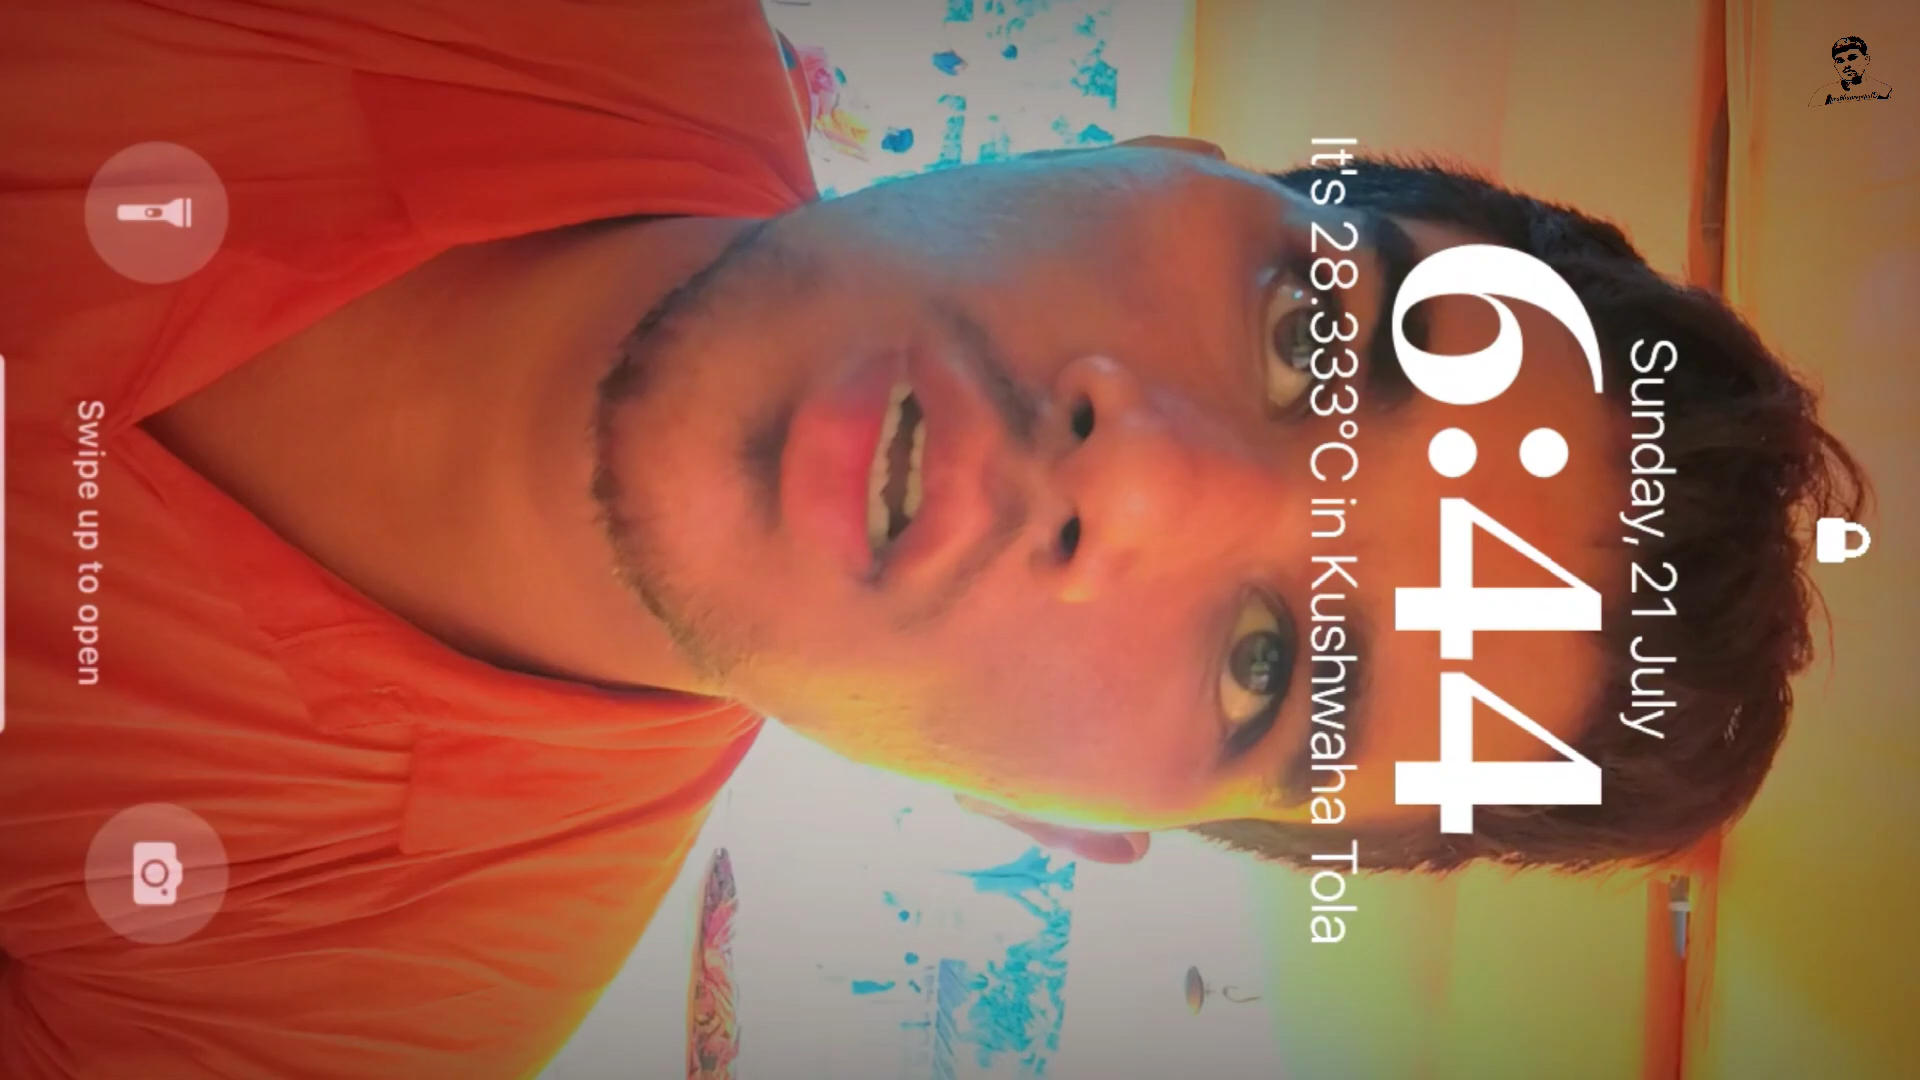 Sunday, 21 July
6:44
It's 28.333°C in Kushwaha Tola
Swipe up to open